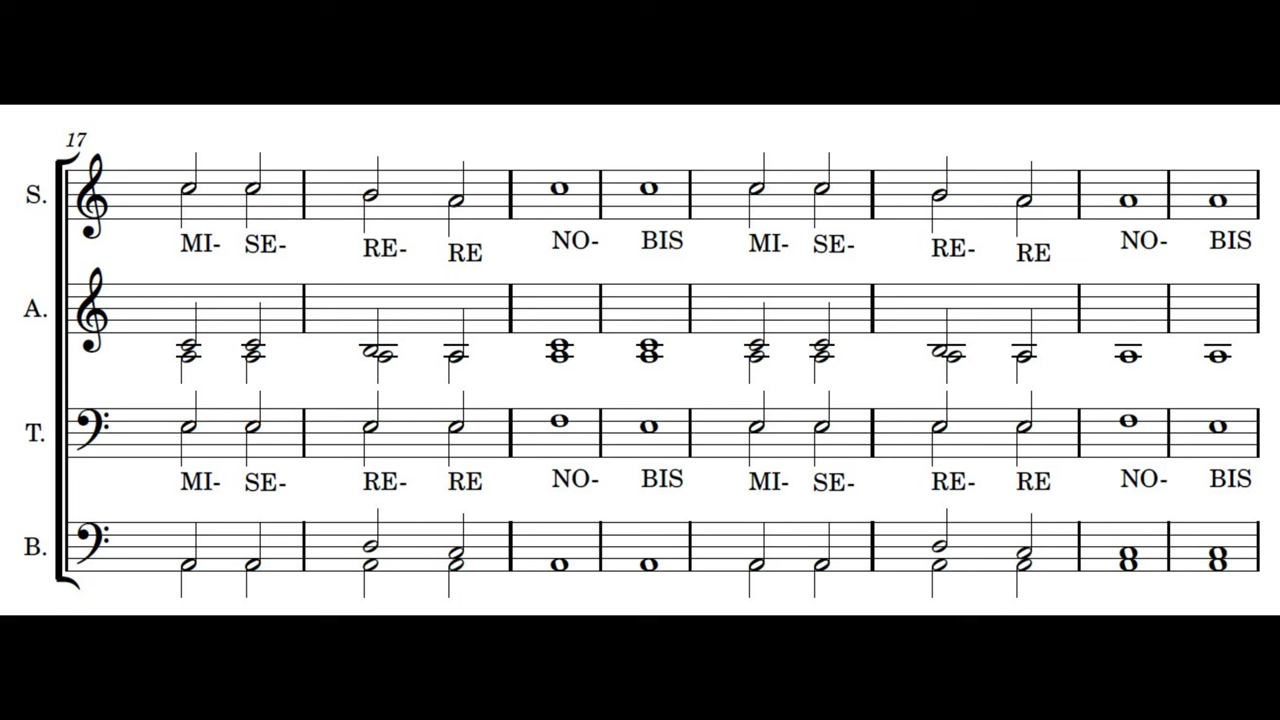 17
S.
MI- SE- RE- RE NO- BIS MI- SE- RE- RE NO- BIS
A.
T.
MI- SE- RE- RE NO- BIS MI- SE- RE- RE NO- BIS
B.